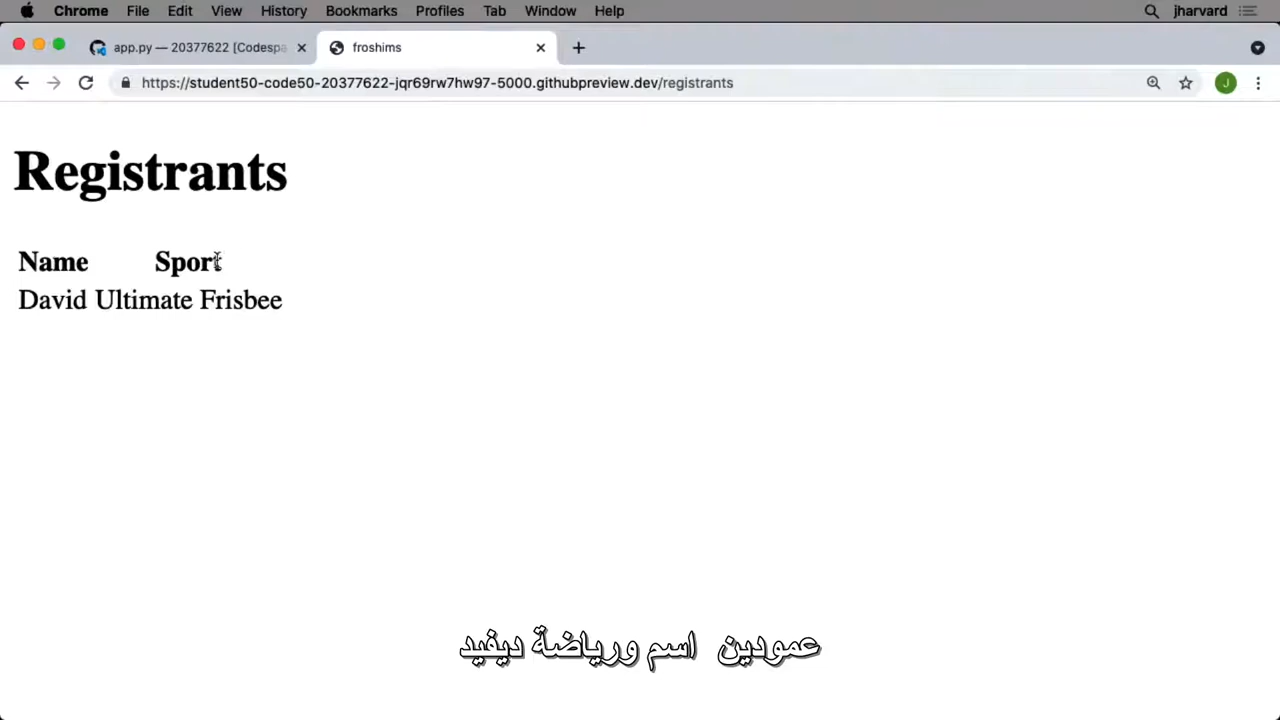 Chrome File Edit View History Bookmarks Profiles Tab Window Help jharvard
app.py — 20377622 [Codespa froshims
https://student50-code50-20377622-jqr69rw7hw97-5000.githubpreview.dev/registrants J
Registrants
Name Sport
David Ultimate Frisbee
عمودين اسم ورياضة ديفيد